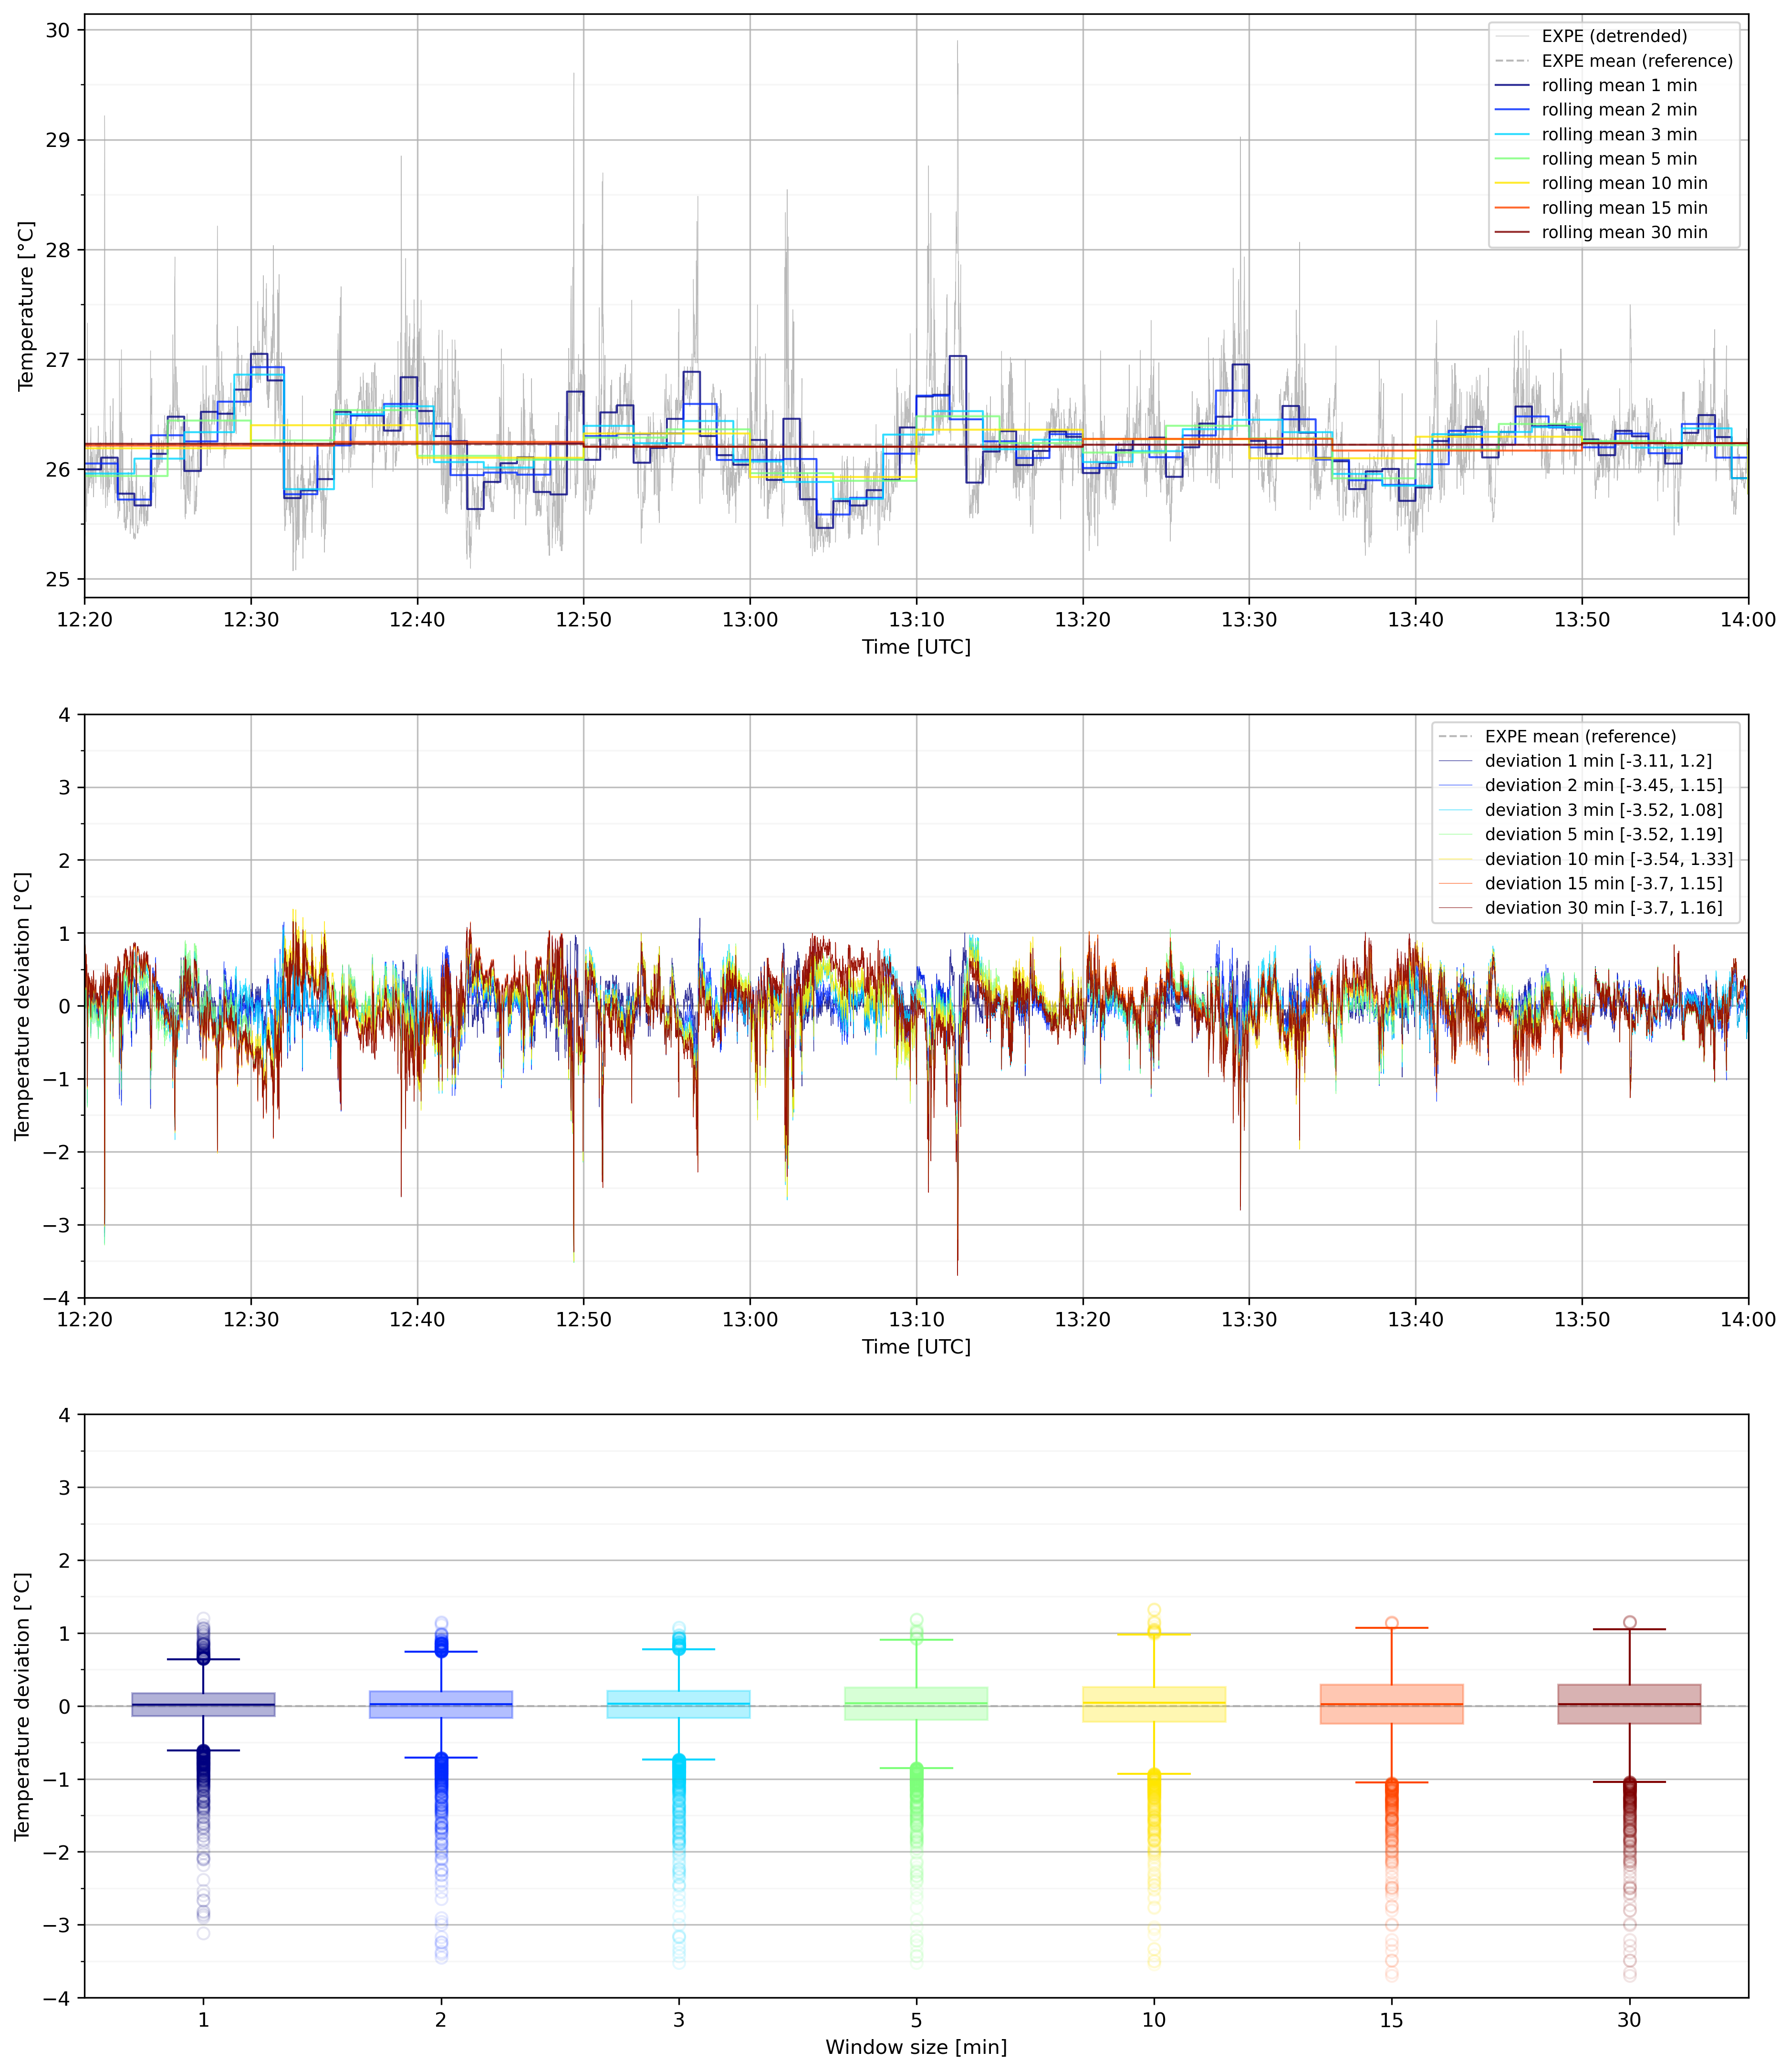 30
29
28
27
26
25
Temperature [°C]
EXPE (detrended)
EXPE mean (reference)
rolling mean 1 min
rolling mean 2 min
rolling mean 3 min
rolling mean 5 min
rolling mean 10 min
rolling mean 15 min
rolling mean 30 min
12:20 12:30 12:40 12:50 13:00 13:10 13:20 13:30 13:40 13:50 14:00
Time [UTC]
4
3
2
1
0
−1
−2
−3
−4
Temperature deviation [°C]
EXPE mean (reference)
deviation 1 min [-3.11, 1.2]
deviation 2 min [-3.45, 1.15]
deviation 3 min [-3.52, 1.08]
deviation 5 min [-3.52, 1.19]
deviation 10 min [-3.54, 1.33]
deviation 15 min [-3.7, 1.15]
deviation 30 min [-3.7, 1.16]
12:20 12:30 12:40 12:50 13:00 13:10 13:20 13:30 13:40 13:50 14:00
Time [UTC]
4
3
2
1
0
−1
−2
−3
−4
Temperature deviation [°C]
1 2 3 5 10 15 30
Window size [min]